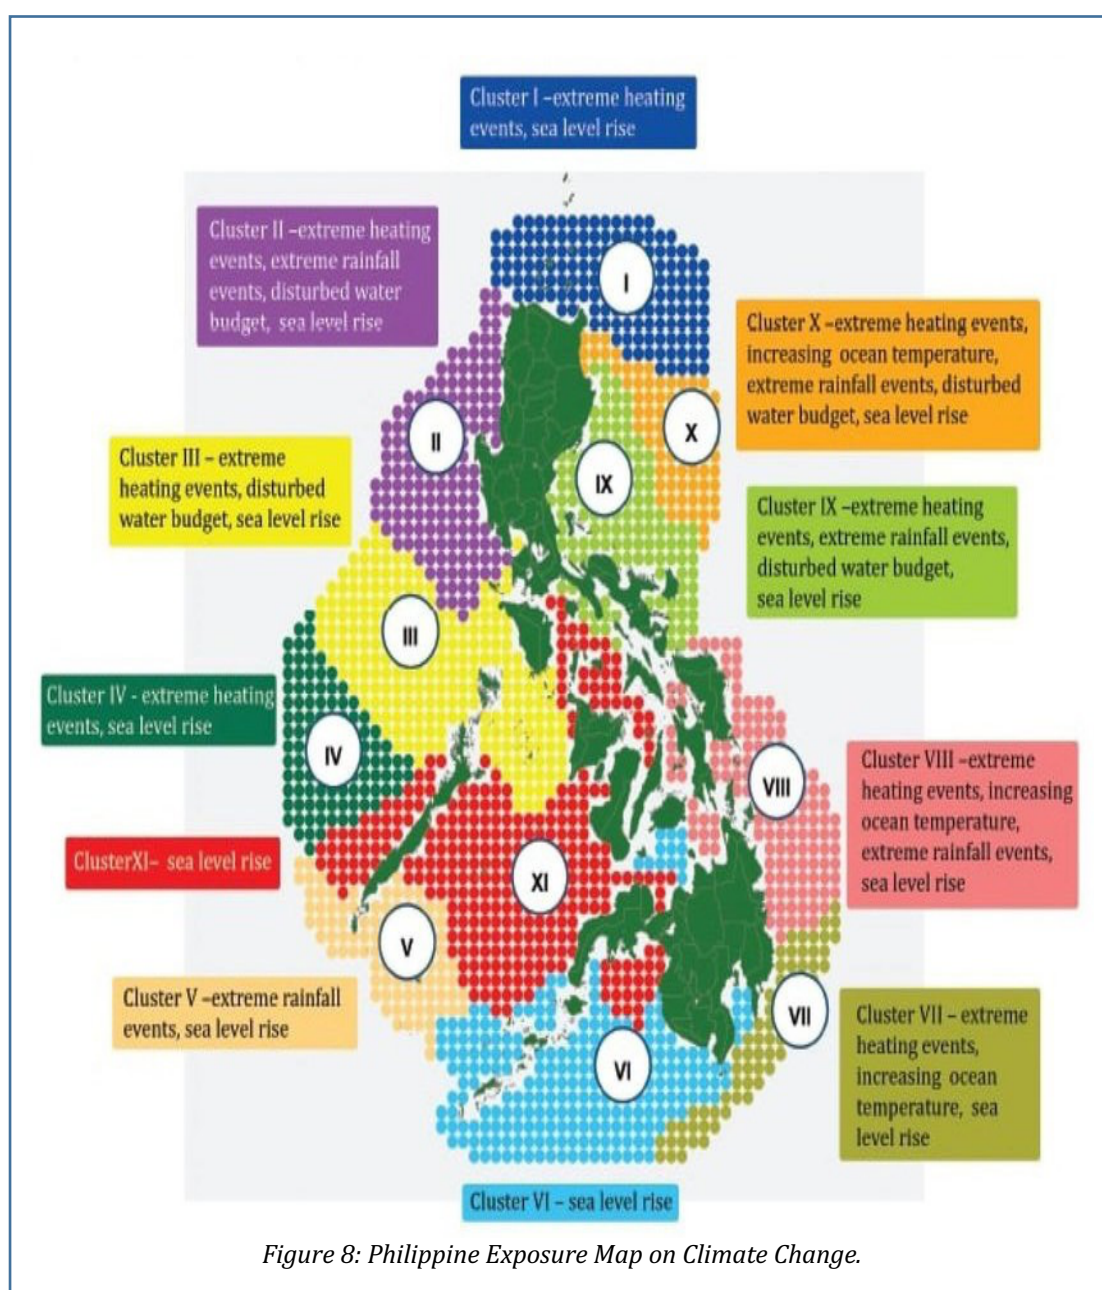 Cluster I –extreme heating
events, sea level rise
Cluster II –extreme heating
events, extreme rainfall
events, disturbed water
budget, sea level rise
I
Cluster X –extreme heating events,
increasing ocean temperature,
extreme rainfall events, disturbed
water budget, sea level rise
II
X
Cluster III – extreme
heating events, disturbed
water budget, sea level rise
IX
Cluster IX –extreme heating
events, extreme rainfall events,
disturbed water budget,
sea level rise
III
Cluster IV - extreme heating
events, sea level rise
IV
VIII
Cluster VIII –extreme
heating events, increasing
ocean temperature,
extreme rainfall events,
sea level rise
ClusterXI– sea level rise
XI
V
Cluster V –extreme rainfall
events, sea level rise
VII
Cluster VII – extreme
heating events,
increasing ocean
temperature, sea
level rise
VI
Cluster VI – sea level rise
Figure 8: Philippine Exposure Map on Climate Change.